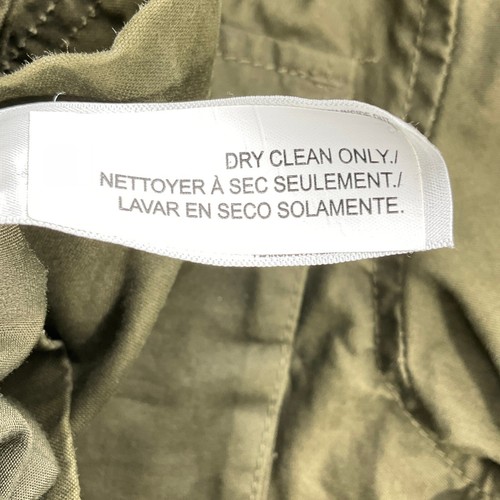 DRY CLEAN ONLY./
NETTOYER À SEC SEULEMENT./
LAVAR EN SECO SOLAMENTE.